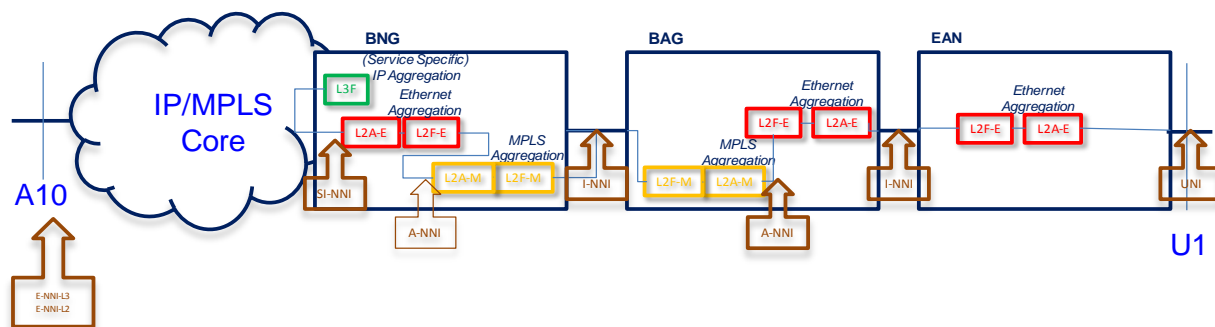 BNG
BAG
EAN
(Service Specific)
IP Aggregation
L3F
Ethernet
Aggregation
L2A-E
L2F-E
MPLS
Aggregation
L2A-M
L2F-M
IP/MPLS
Core
A10
SI-NNI
A-NNI
E-NNI-L3
E-NNI-L2
I-NNI
Ethernet
Aggregation
L2F-E
L2A-E
MPLS
Aggregation
L2F-M
L2A-M
A-NNI
I-NNI
Ethernet
Aggregation
L2F-E
L2A-E
UNI
U1